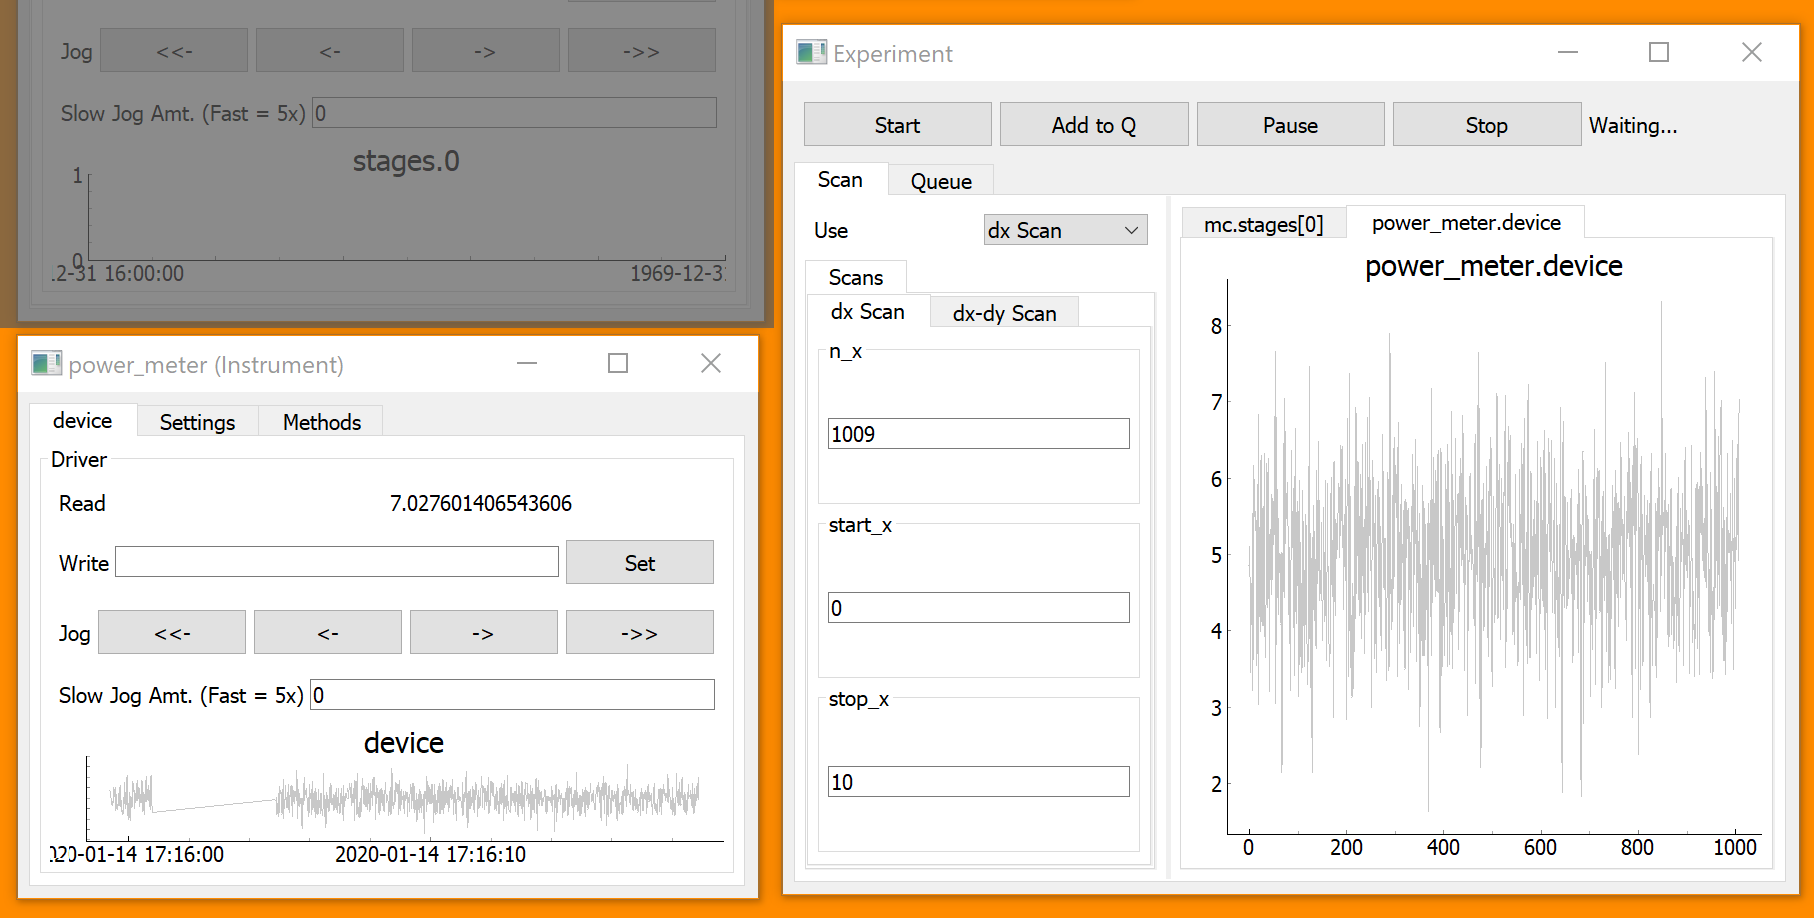 Jog <<- <- -> ->>
Slow Jog Amt. (Fast = 5x) 0
stages.0
1
0
12-31 16:00:00 1969-12-31
power_meter (Instrument)
device Settings Methods
Driver
Read 7.027601406543606
Write Set
Jog <<- <- -> ->>
Slow Jog Amt. (Fast = 5x) 0
device
020-01-14 17:16:00 2020-01-14 17:16:10
Experiment
Start Add to Q Pause Stop Waiting...
Scan Queue
Use dx Scan
Scans
dx Scan dx-dy Scan
n_x
1009
start_x
0
stop_x
10
mc.stages[0] power_meter.device
power_meter.device
8
7
6
5
4
3
2
0 200 400 600 800 1000